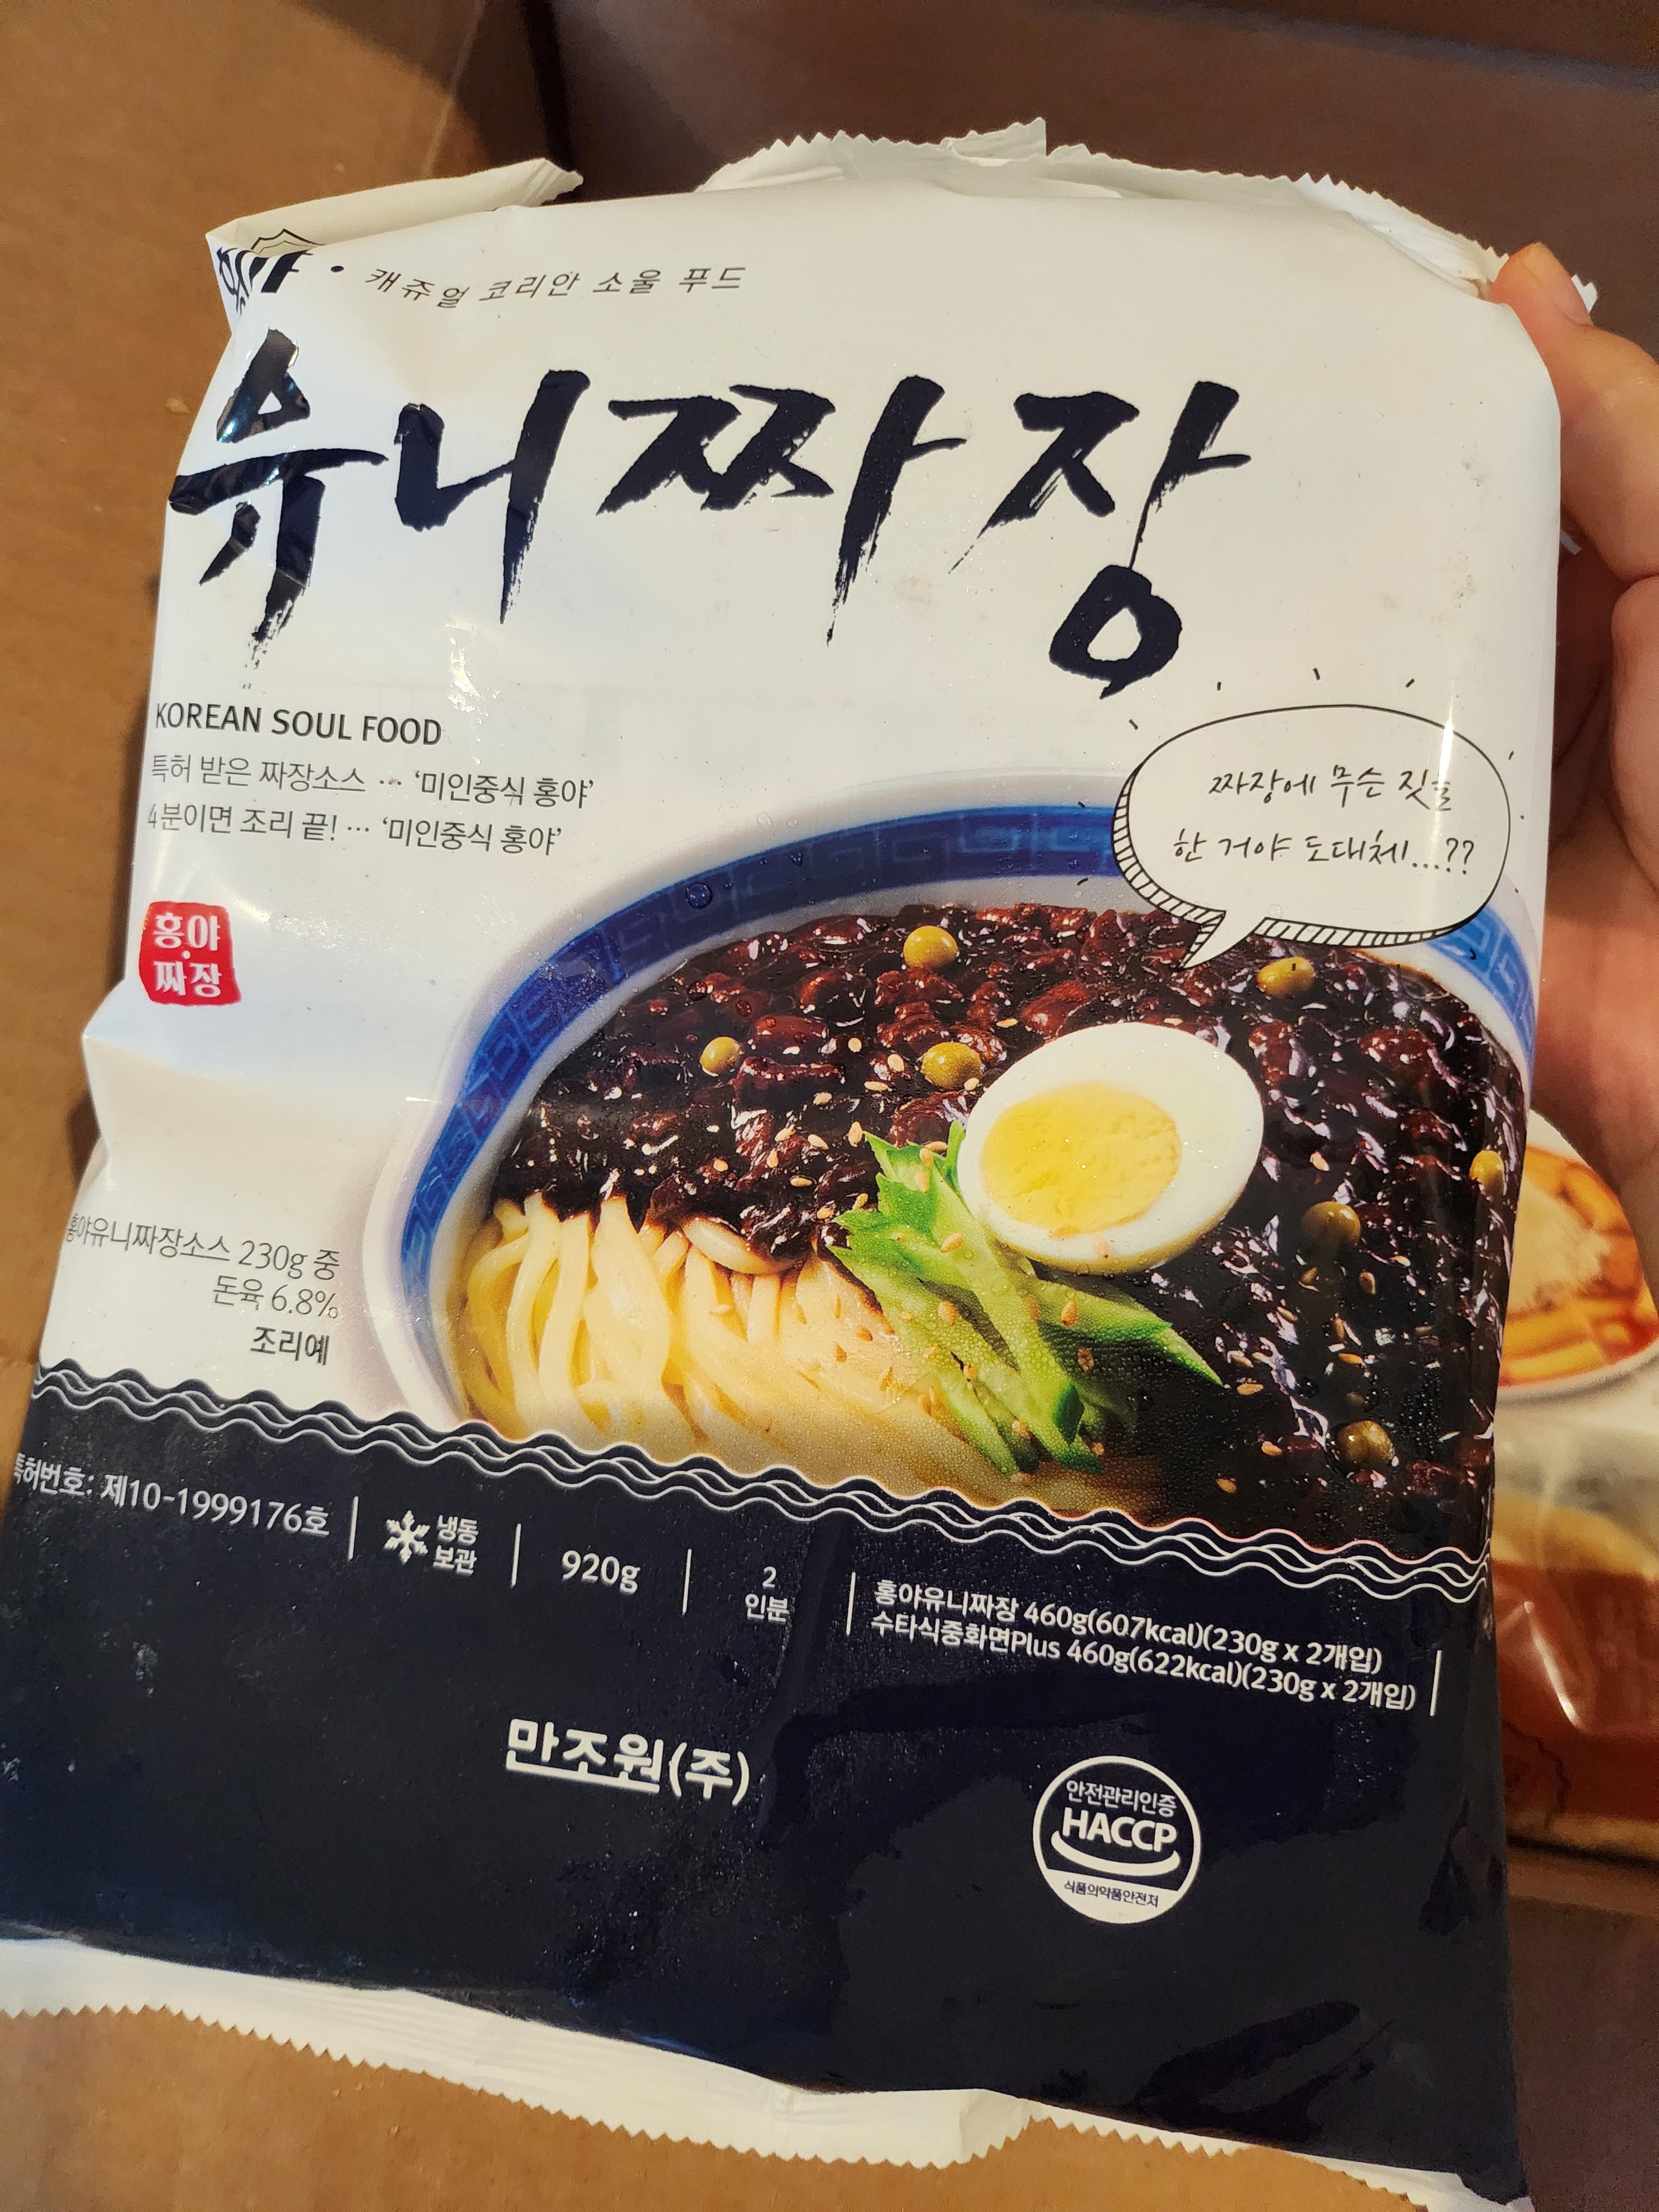 홍야 • 캐쥬얼 코리안 소울 푸드
유니짜장
KOREAN SOUL FOOD
특허 받은 짜장소스 ··· ‘미인중식 홍야’
4분이면 조리 끝! ··· ‘미인중식 홍야’
짜장에 무슨 짓을
한 거야 도대체...??
홍야
짜장
홍야유니짜장소스 230g 중
돈육 6.8%
조리예
특허번호: 제10-1999176호
냉동
보관
920g
2
인분
홍야유니짜장 460g(607kcal)(230g x 2개입)
수타식중화면Plus 460g(622kcal)(230g x 2개입)
만조원(주)
안전관리인증
HACCP
식품의약품안전처